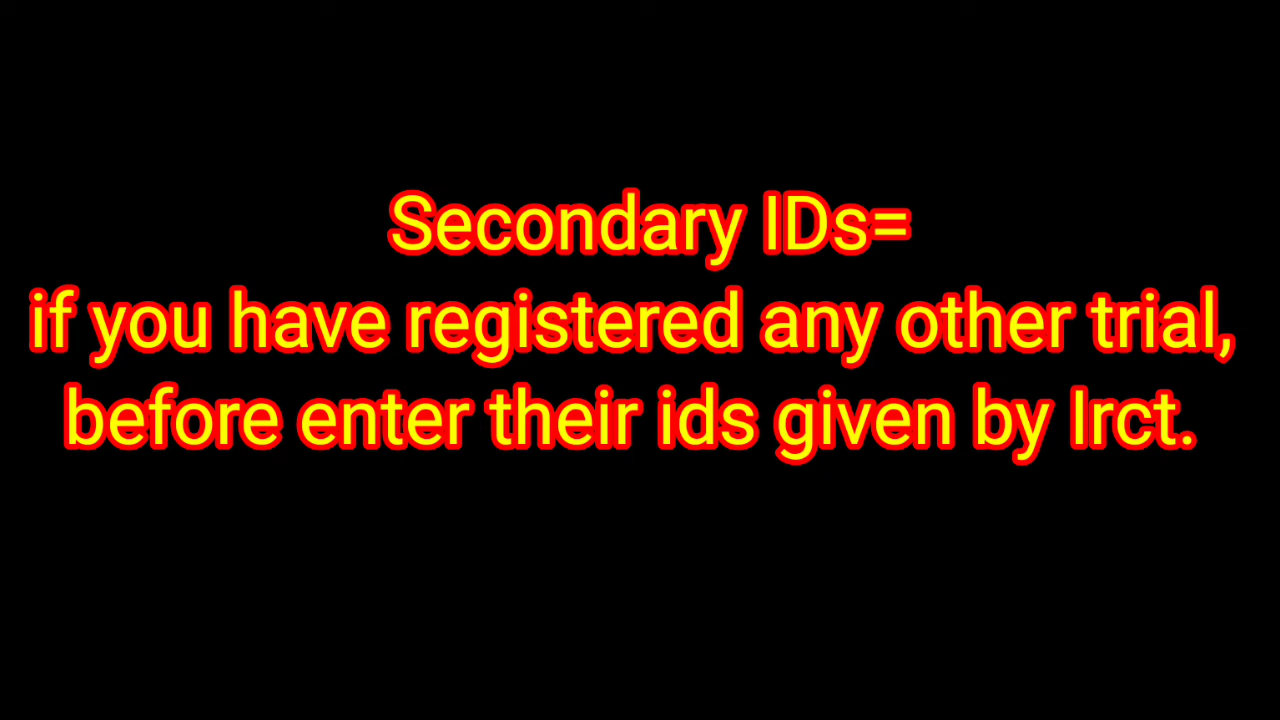 Secondary IDs=
if you have registered any other trial,
before enter their ids given by Irct.